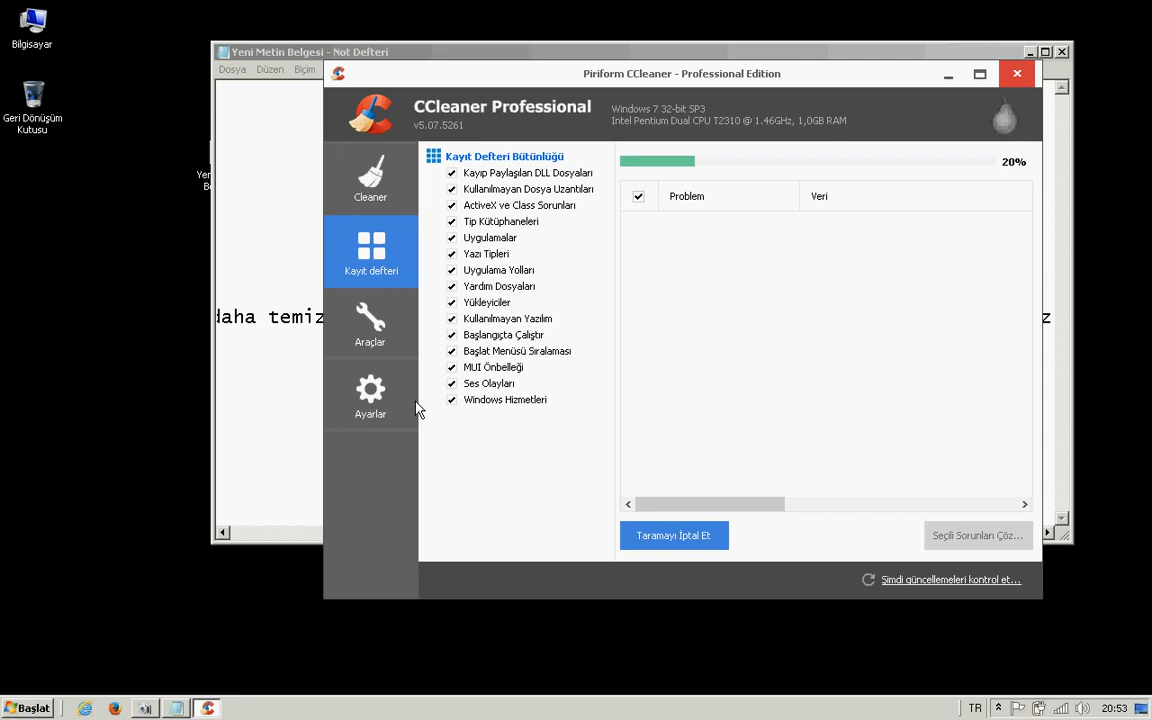 Bilgisayar
Geri Dönüşüm
Kutusu
Yeni Metin Belgesi - Not Defteri
Dosya Düzen Biçim
Piriform CCleaner - Professional Edition
CCleaner Professional
v5.07.5261
Windows 7 32-bit SP3
Intel Pentium Dual CPU T2310 @ 1.46GHz, 1,0GB RAM
Cleaner
Kayıt defteri
Araçlar
Ayarlar
Kayıt Defteri Bütünlüğü
Kayıp Paylaşılan DLL Dosyaları
Kullanılmayan Dosya Uzantıları
ActiveX ve Class Sorunları
Tip Kütüphaneleri
Uygulamalar
Yazı Tipleri
Uygulama Yolları
Yardım Dosyaları
Yükleyiciler
Kullanılmayan Yazılım
Başlangıçta Çalıştır
Başlat Menüsü Sıralaması
MUI Önbelleği
Ses Olayları
Windows Hizmetleri
20%
Problem Veri
daha temiz
Taramayı İptal Et
Seçili Sorunları Çöz...
Şimdi güncellemeleri kontrol et...
Başlat
TR
20:53